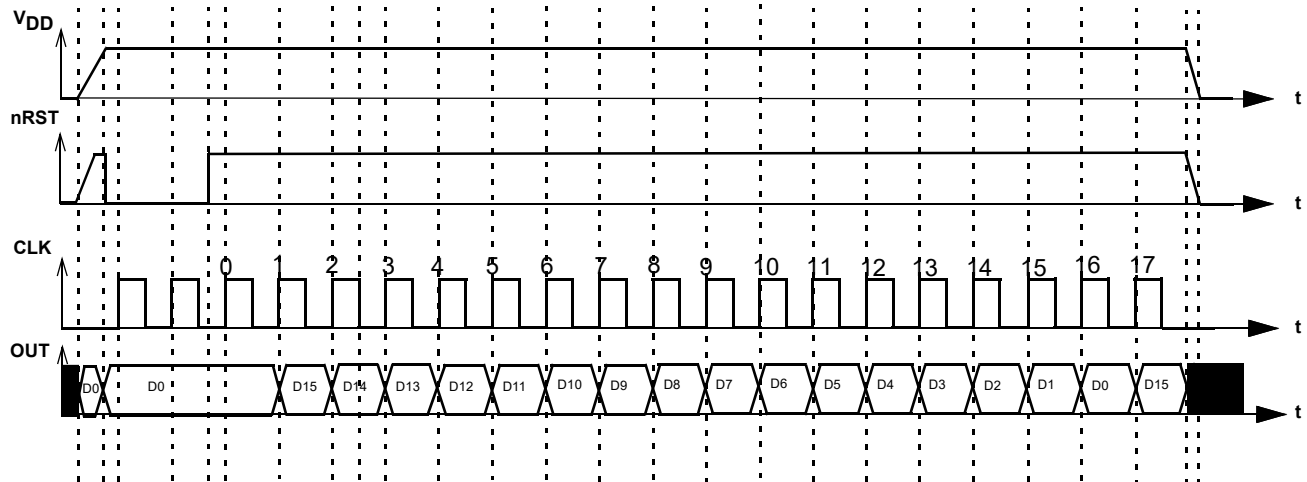 VDD
t
nRST
t
CLK
0 1 2 3 4 5 6 7 8 9 10 11 12 13 14 15 16 17
t
OUT
D0 D0 D15 D14 D13 D12 D11 D10 D9 D8 D7 D6 D5 D4 D3 D2 D1 D0 D15
t